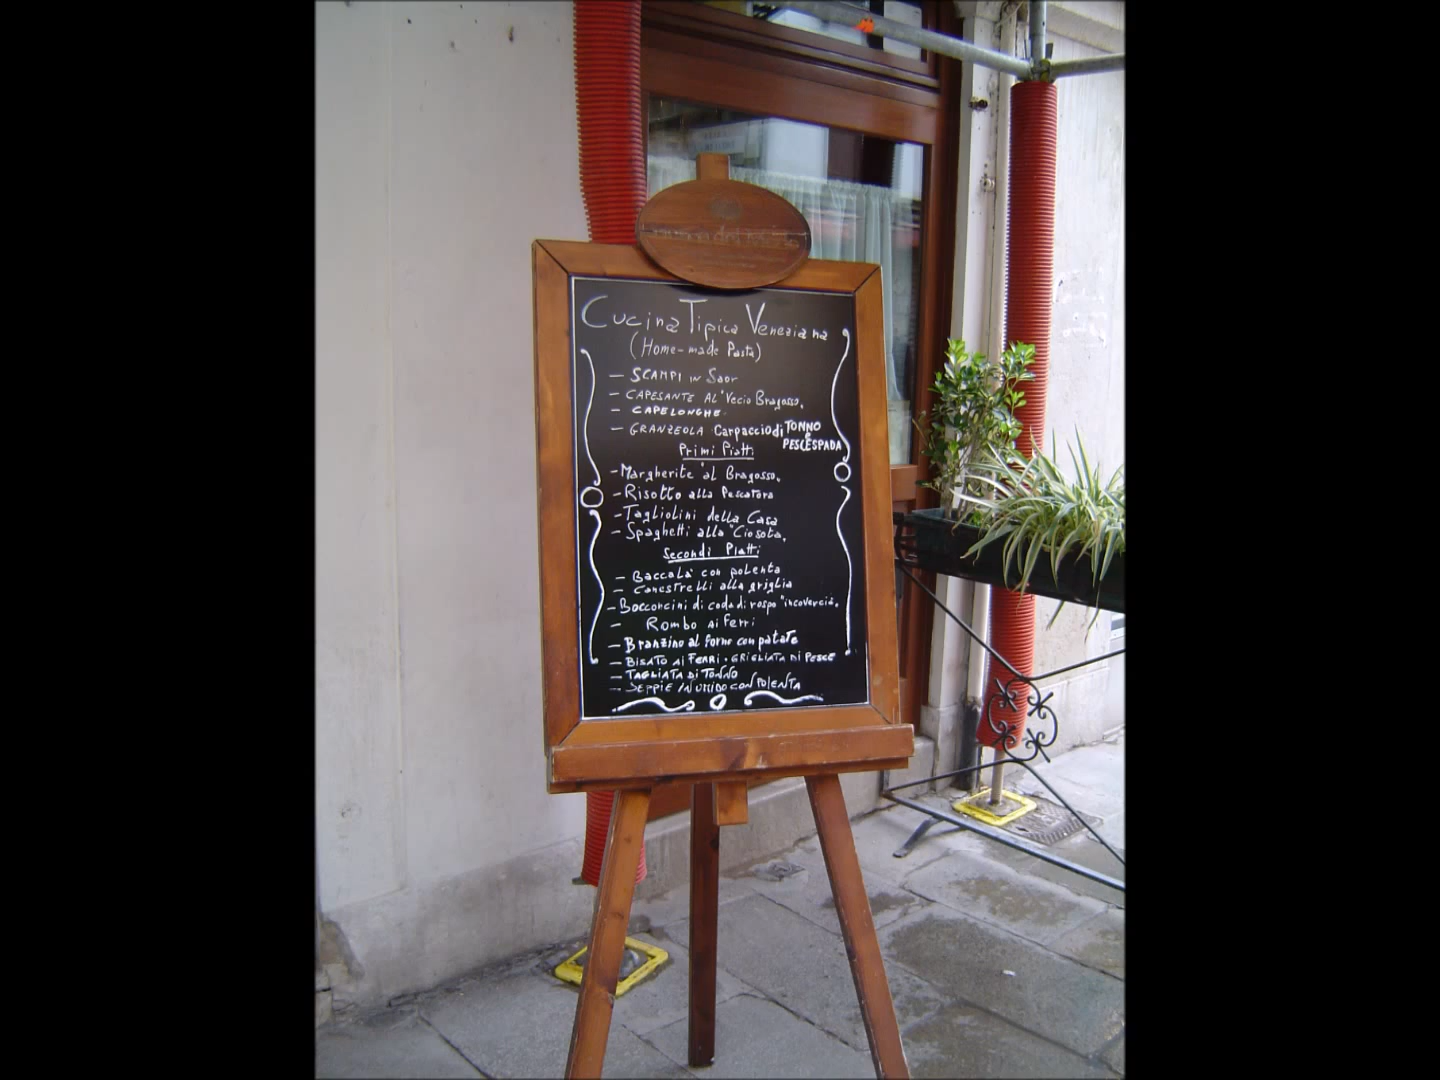 Cucina Tipica Veneziana
(Home-made Pasta)
- SCAMPI in Saor
- CAPESANTE AL "Vecio Bragosso"
- CAPELONGHE
- GRANZEOLA Carpaccio di TONNO e PESCESPADA
Primi Piatti
- Margherite "al Bragosso"
- Risotto alla Pescatora
- Tagliolini della Casa
- Spaghetti alla "Ciosota"
Secondi Piatti
- Baccala' con polenta
- Canestrelli alla griglia
- Bocconcini di coda di rospo "incovercià"
- Rombo ai Ferri
- Branzino al forno con patate
- BISATO AI FERRI - GRIGLIATA DI PESCE
- TAGLIATA DI TONNO
- SEPPIE IN UMIDO CON POLENTA